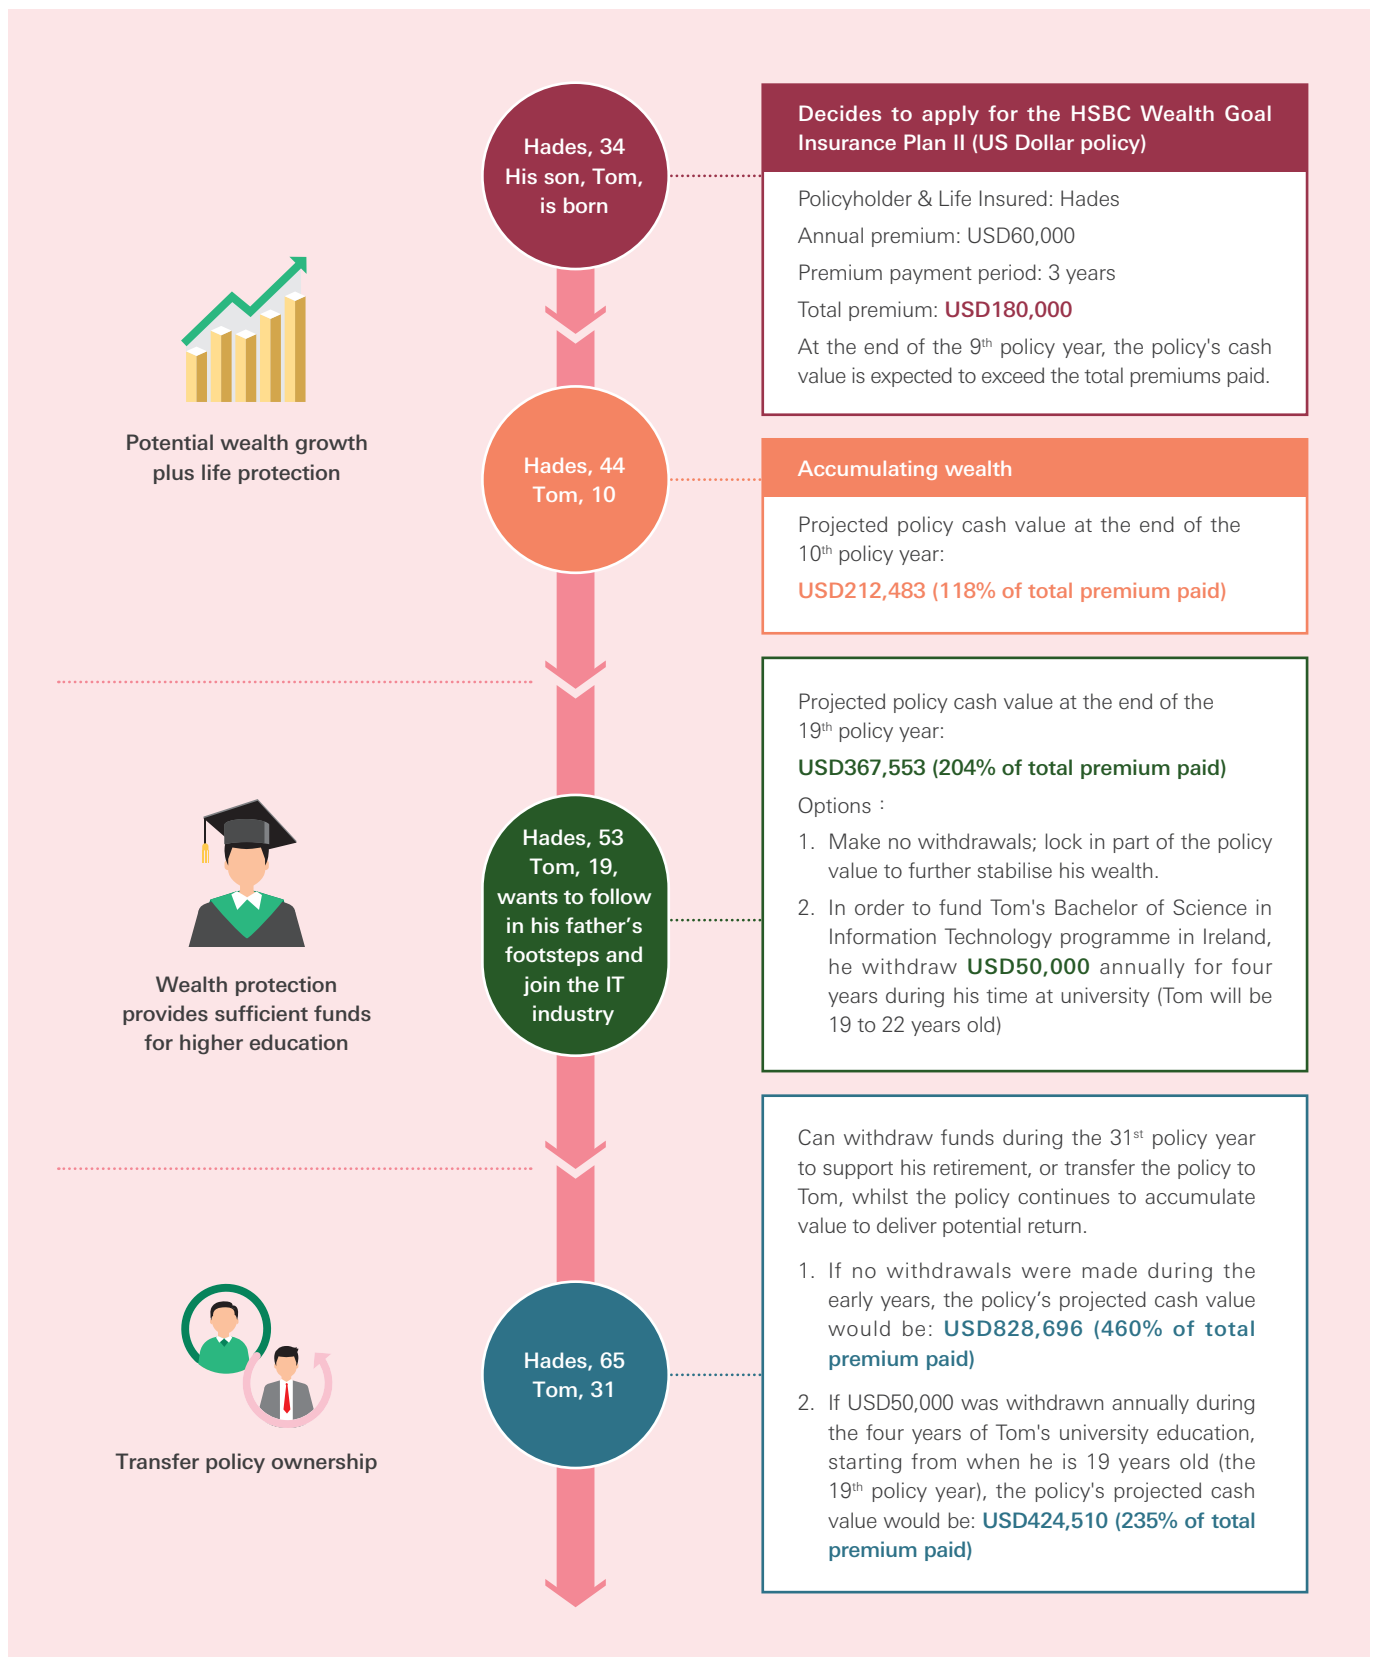 Hades, 34
His son, Tom,
is born
Decides to apply for the HSBC Wealth Goal
Insurance Plan II (US Dollar policy)
Policyholder & Life Insured: Hades
Annual premium: USD60,000
Premium payment period: 3 years
Total premium: USD180,000
At the end of the 9th policy year, the policy's cash
value is expected to exceed the total premiums paid.
Potential wealth growth
plus life protection
Hades, 44
Tom, 10
Accumulating wealth
Projected policy cash value at the end of the
10th policy year:
USD212,483 (118% of total premium paid)
Wealth protection
provides sufficient funds
for higher education
Hades, 53
Tom, 19,
wants to follow
in his father’s
footsteps and
join the IT
industry
Projected policy cash value at the end of the
19th policy year:
USD367,553 (204% of total premium paid)
Options：
1. Make no withdrawals; lock in part of the policy
value to further stabilise his wealth.
2. In order to fund Tom's Bachelor of Science in
Information Technology programme in Ireland,
he withdraw USD50,000 annually for four
years during his time at university (Tom will be
19 to 22 years old)
Transfer policy ownership
Hades, 65
Tom, 31
Can withdraw funds during the 31st policy year
to support his retirement, or transfer the policy to
Tom, whilst the policy continues to accumulate
value to deliver potential return.
1. If no withdrawals were made during the
early years, the policy’s projected cash value
would be: USD828,696 (460% of total
premium paid)
2. If USD50,000 was withdrawn annually during
the four years of Tom's university education,
starting from when he is 19 years old (the
19th policy year), the policy's projected cash
value would be: USD424,510 (235% of total
premium paid)